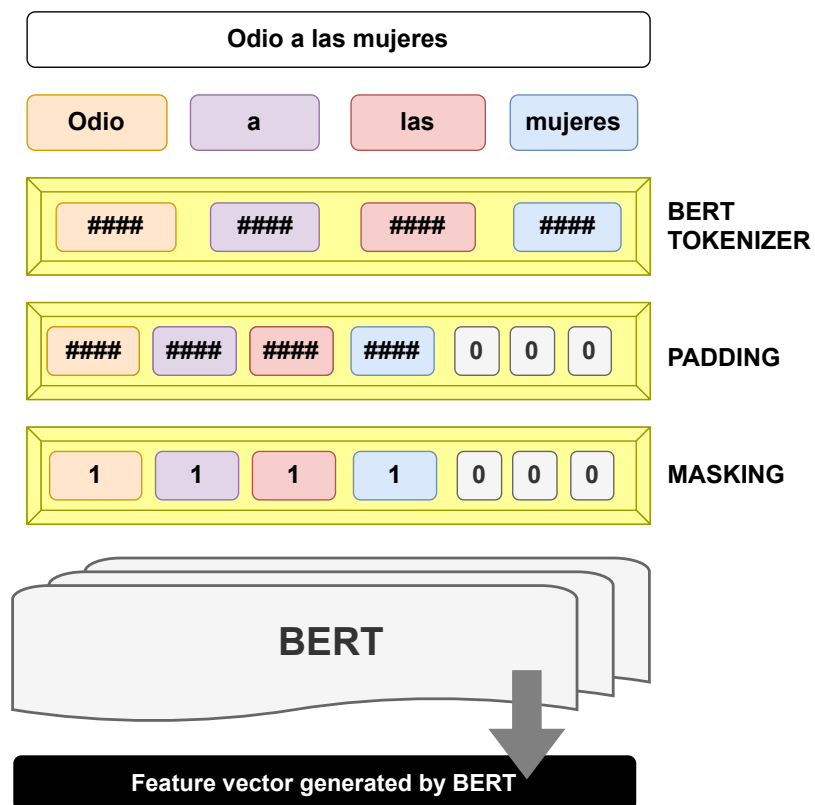 Odio a las mujeres
Odio a las mujeres
#### #### #### ####
BERT
TOKENIZER
#### #### #### #### 0 0 0
PADDING
1 1 1 1 0 0 0
MASKING
BERT
Feature vector generated by BERT